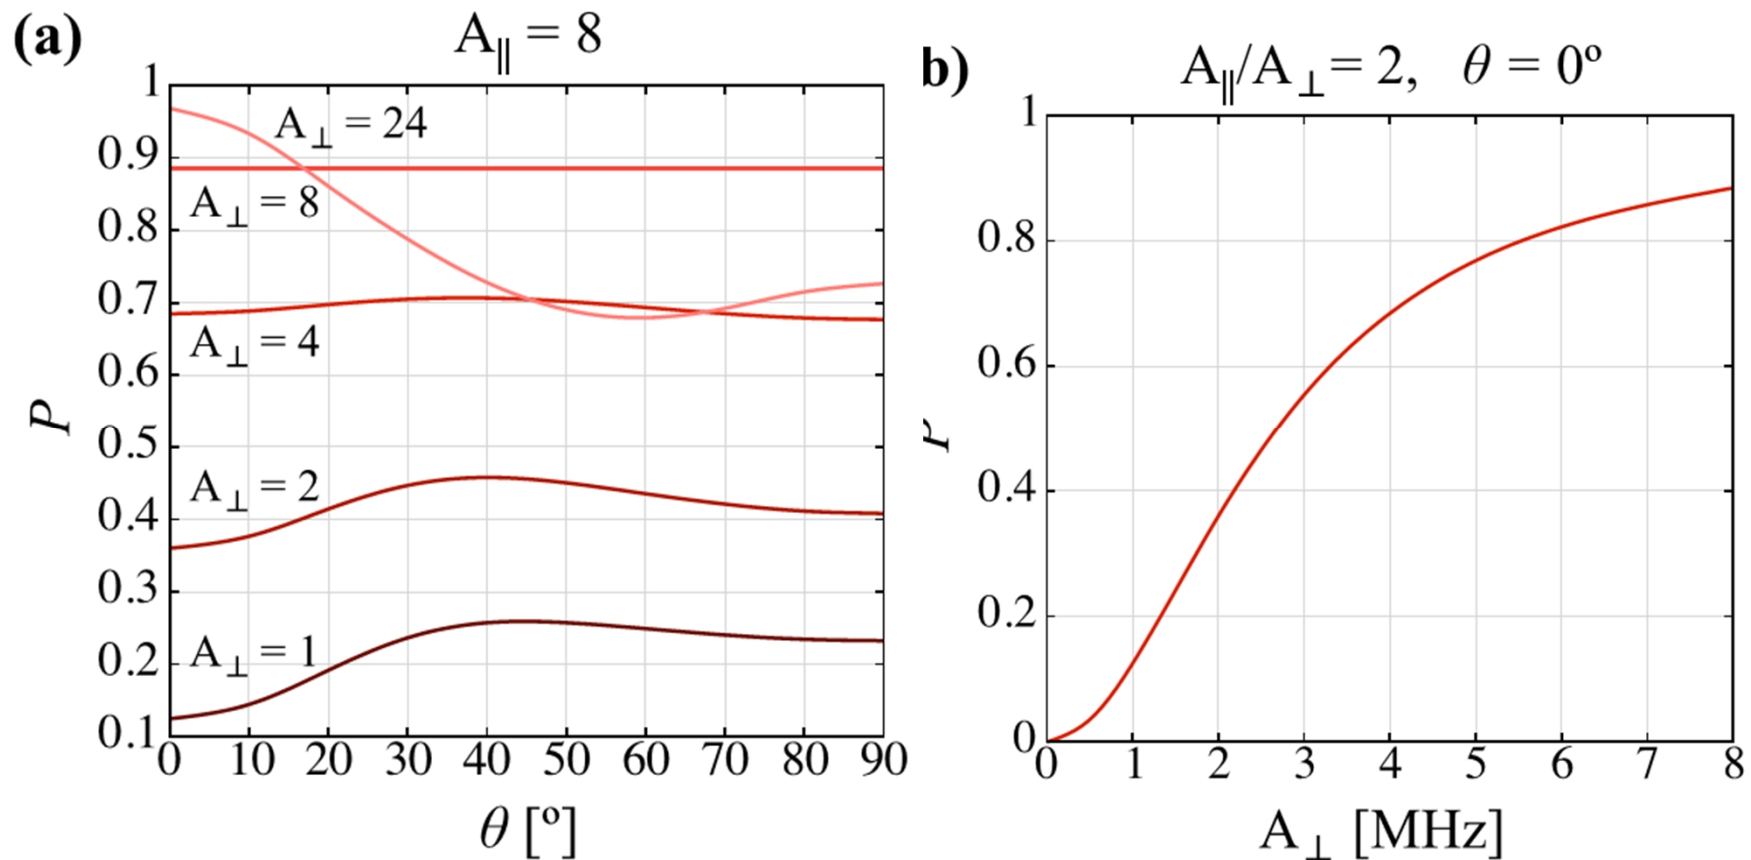 (a)
A∥ = 8
1
0.9
0.8
0.7
0.6
0.5
0.4
0.3
0.2
0.1
P
A⊥ = 24
A⊥ = 8
A⊥ = 4
A⊥ = 2
A⊥ = 1
0 10 20 30 40 50 60 70 80 90
θ [º]
b)
A∥/A⊥ = 2, θ = 0º
1
0.8
0.6
0.4
0.2
0
P
0 1 2 3 4 5 6 7 8
A⊥ [MHz]